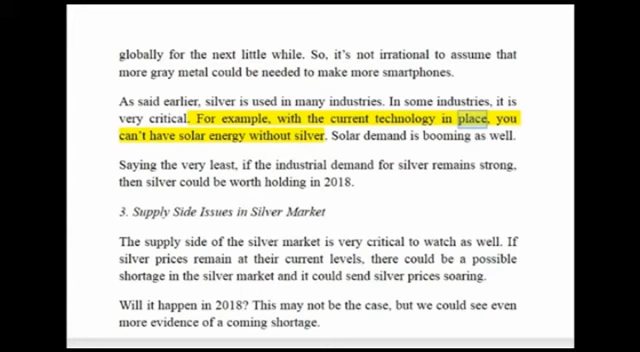 globally for the next little while. So, it's not irrational to assume that
more gray metal could be needed to make more smartphones.
As said earlier, silver is used in many industries. In some industries, it is
very critical. For example, with the current technology in place, you
can't have solar energy without silver. Solar demand is booming as well.
Saying the very least, if the industrial demand for silver remains strong,
then silver could be worth holding in 2018.
3. Supply Side Issues in Silver Market
The supply side of the silver market is very critical to watch as well. If
silver prices remain at their current levels, there could be a possible
shortage in the silver market and it could send silver prices soaring.
Will it happen in 2018? This may not be the case, but we could see even
more evidence of a coming shortage.